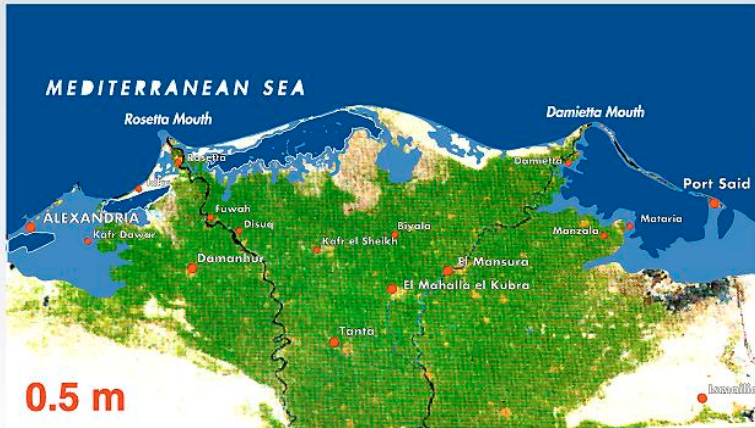 MEDITERRANEAN SEA
Rosetta Mouth
Damietta Mouth
Rosetta
Damietta
Port Said
Fuwah
ALEXANDRIA
Disuq
Biyala
Mataria
Kafr Dawar
Kafr el Sheikh
Manzala
Damanhur
El Mansura
El Mahalla el Kubra
Tanta
0.5 m